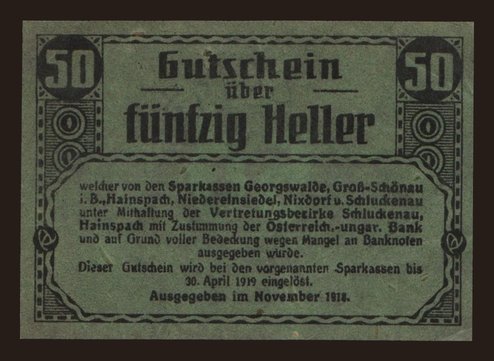 50 Gutschein 50
über
fünfzig Heller
welcher von den Sparkassen Georgswalde, Groß-Schönau
i. B., Hainspach, Niedereinsiedel, Nixdorf u. Schluckenau
unter Mithaftung der Vertretungsbezirke Schluckenau,
Hainspach mit Zustimmung der Österreich.-ungar. Bank
und auf Grund voller Bedeckung wegen Mangel an Banknoten
ausgegeben wurde.
Dieser Gutschein wird bei den vorgenannten Sparkassen bis
30. April 1919 eingelöst.
Ausgegeben im November 1918.